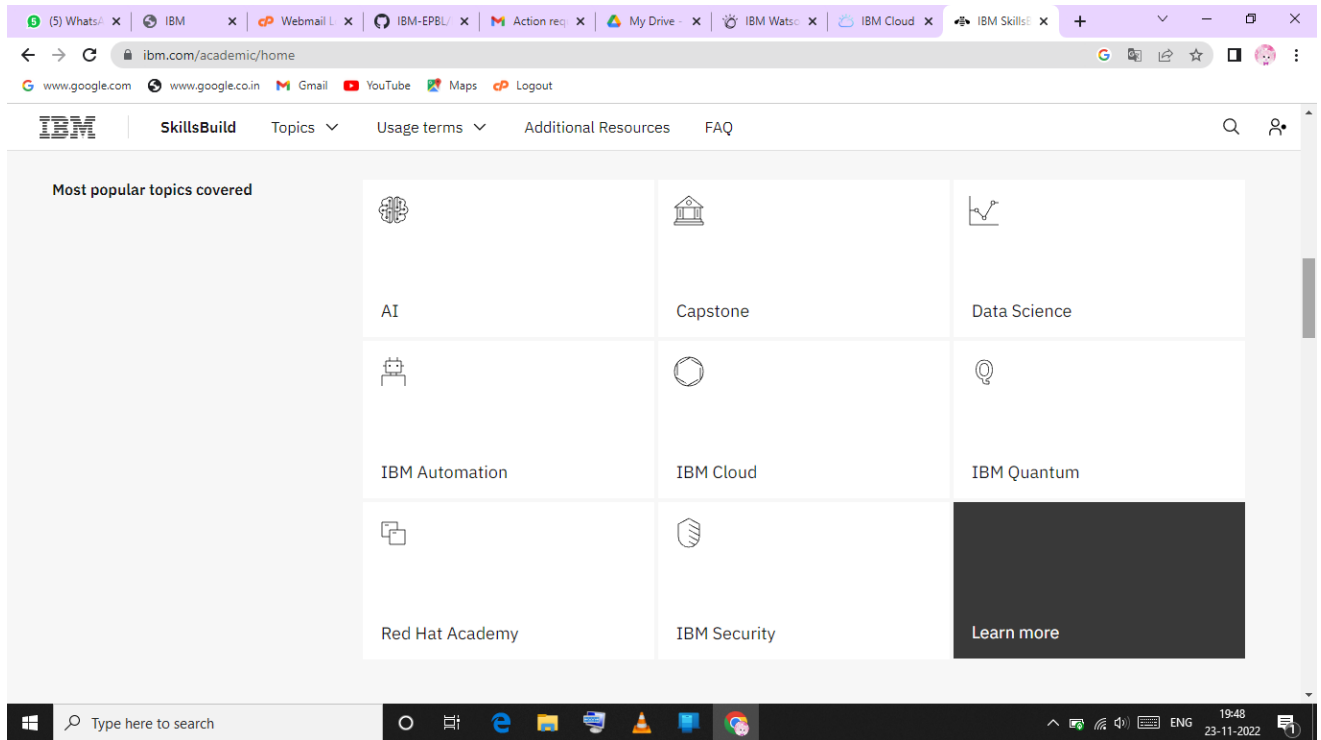 (5) WhatsA
IBM
Webmail L
IBM-EPBL/
Action req
My Drive -
IBM Watso
IBM Cloud
IBM SkillsB
ibm.com/academic/home
www.google.com www.google.co.in Gmail YouTube Maps Logout
IBM SkillsBuild Topics Usage terms Additional Resources FAQ
Most popular topics covered
AI Capstone Data Science
IBM Automation IBM Cloud IBM Quantum
Red Hat Academy IBM Security Learn more
Type here to search
ENG
19:48
23-11-2022
1